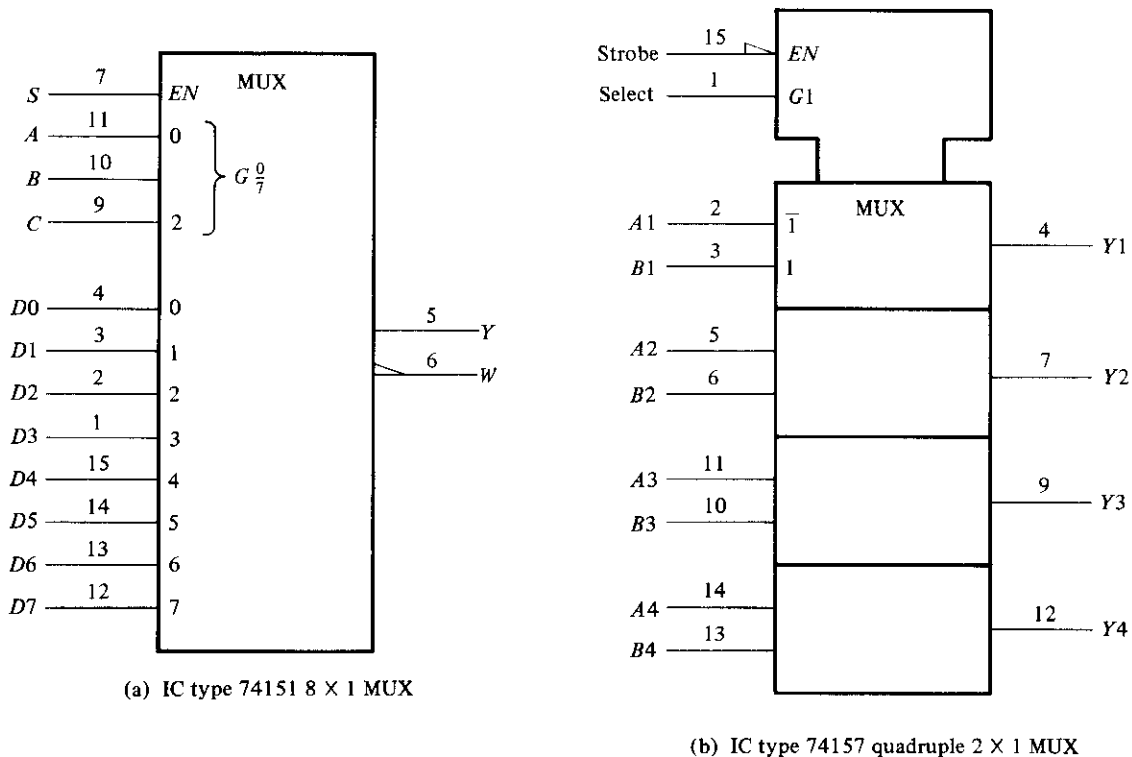 MUX
7
S EN
11
A 0
10
B G 0/7
9
C 2
4
D0 0
3
D1 1
2
D2 2
1
D3 3
15
D4 4
14
D5 5
13
D6 6
12
D7 7
5
Y
6
W
(a) IC type 74151 8 × 1 MUX
15
Strobe EN
1
Select G1
MUX
2
A1 1̅
3
B1 1
4
Y1
5
A2
6
B2
7
Y2
11
A3
10
B3
9
Y3
14
A4
13
B4
12
Y4
(b) IC type 74157 quadruple 2 × 1 MUX